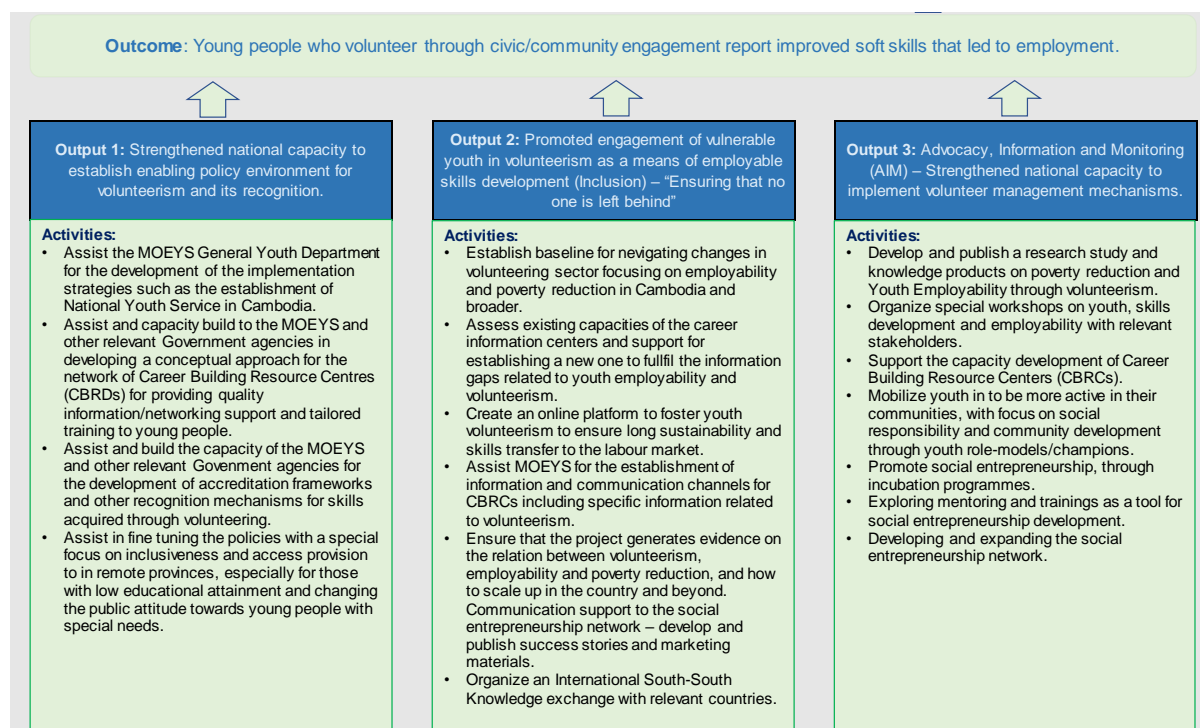 Outcome: Young people who volunteer through civic/community engagement report improved soft skills that led to employment.
Output 1: Strengthened national capacity to
establish enabling policy environment for
volunteerism and its recognition.
Activities:
• Assist the MOEYS General Youth Department
for the development of the implementation
strategies such as the establishment of
National Youth Service in Cambodia.
• Assist and capacity build to the MOEYS and
other relevant Government agencies in
developing a conceptual approach for the
network of Career Building Resource Centres
(CBRDs) for providing quality
information/networking support and tailored
training to young people.
• Assist and build the capacity of the MOEYS
and other relevant Govenment agencies for
the development of accreditation frameworks
and other recognition mechanisms for skills
acquired through volunteering.
• Assist in fine tuning the policies with a special
focus on inclusiveness and access provision
to in remote provinces, especially for those
with low educational attainment and changing
the public attitude towards young people with
special needs.
Output 2: Promoted engagement of vulnerable
youth in volunteerism as a means of employable
skills development (Inclusion) – “Ensuring that no
one is left behind”
Activities:
• Establish baseline for nevigating changes in
volunteering sector focusing on employability
and poverty reduction in Cambodia and
broader.
• Assess existing capacities of the career
information centers and support for
establishing a new one to fullfil the information
gaps related to youth employability and
volunteerism.
• Create an online platform to foster youth
volunteerism to ensure long sustainability and
skills transfer to the labour market.
• Assist MOEYS for the establishment of
information and communication channels for
CBRCs including specific information related
to volunteerism.
• Ensure that the project generates evidence on
the relation between volunteerism,
employability and poverty reduction, and how
to scale up in the country and beyond.
Communication support to the social
entrepreneurship network – develop and
publish success stories and marketing
materials.
• Organize an International South-South
Knowledge exchange with relevant countries.
Output 3: Advocacy, Information and Monitoring
(AIM) – Strengthened national capacity to
implement volunteer management mechanisms.
Activities:
• Develop and publish a research study and
knowledge products on poverty reduction and
Youth Employability through volunteerism.
• Organize special workshops on youth, skills
development and employability with relevant
stakeholders.
• Support the capacity development of Career
Building Resource Centers (CBRCs).
• Mobilize youth in to be more active in their
communities, with focus on social
responsibility and community development
through youth role-models/champions.
• Promote social entrepreneurship, through
incubation programmes.
• Exploring mentoring and trainings as a tool for
social entrepreneurship development.
• Developing and expanding the social
entrepreneurship network.